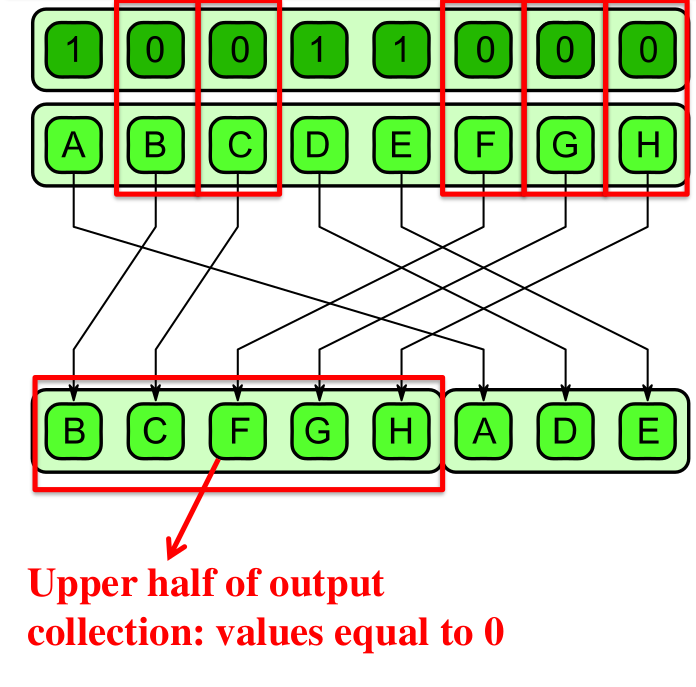 1 0 0 1 1 0 0 0
A B C D E F G H
B C F G H A D E
Upper half of output
collection: values equal to 0